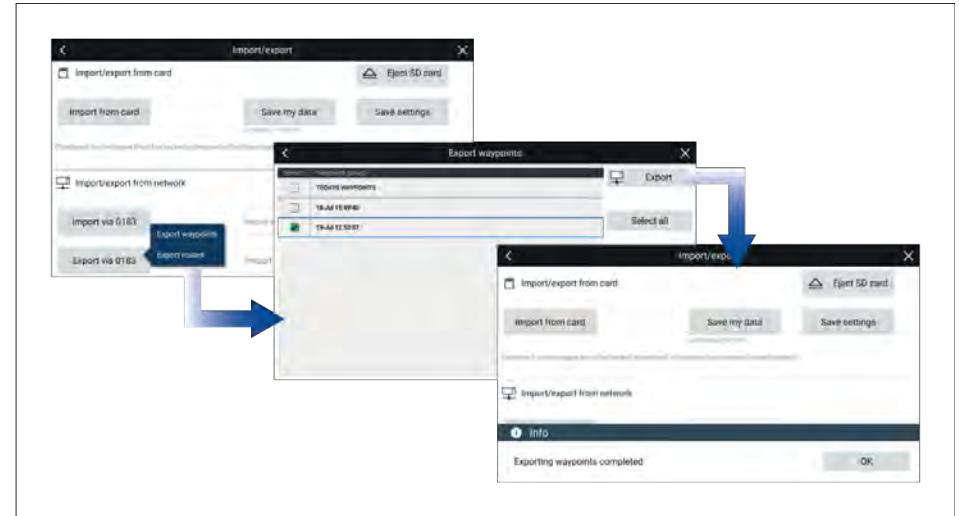 Import/export
Import/export from card
Eject SD card
Import from card
Save my data
Save settings
Import/export from network
Import via 0183
Export via 0183
Export waypoints
Export routes
Export waypoints
TODAYS WAYPOINTS
Export
Select all
Import/expo
Import/export from card
Eject SD card
Import from card
Save my data
Save settings
Import/export from network
Info
Exporting waypoints completed
OK